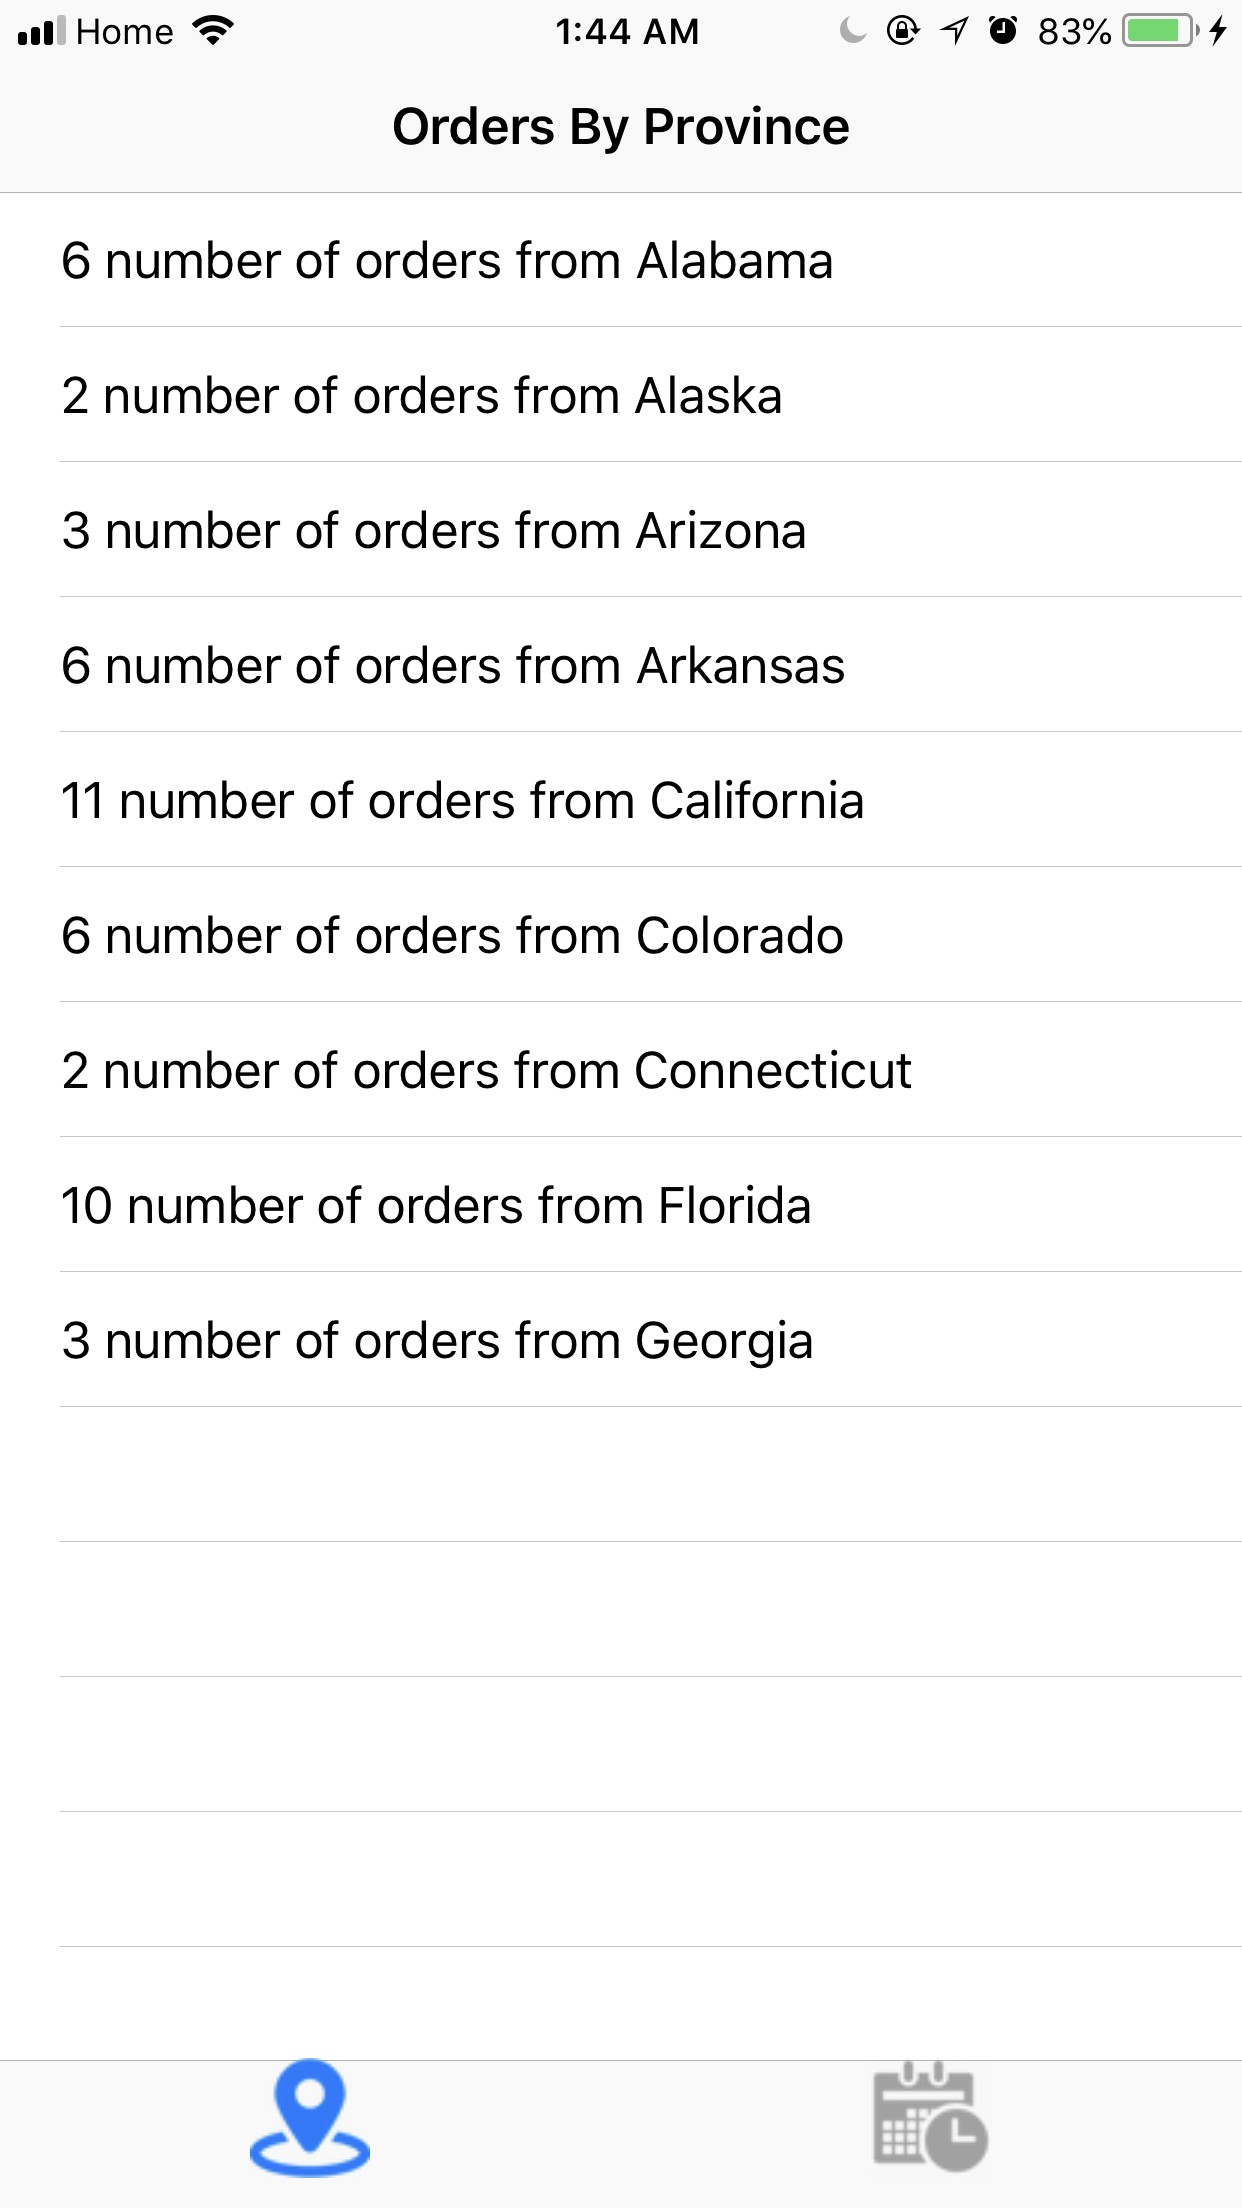 Home 1:44 AM 83%
Orders By Province
6 number of orders from Alabama
2 number of orders from Alaska
3 number of orders from Arizona
6 number of orders from Arkansas
11 number of orders from California
6 number of orders from Colorado
2 number of orders from Connecticut
10 number of orders from Florida
3 number of orders from Georgia